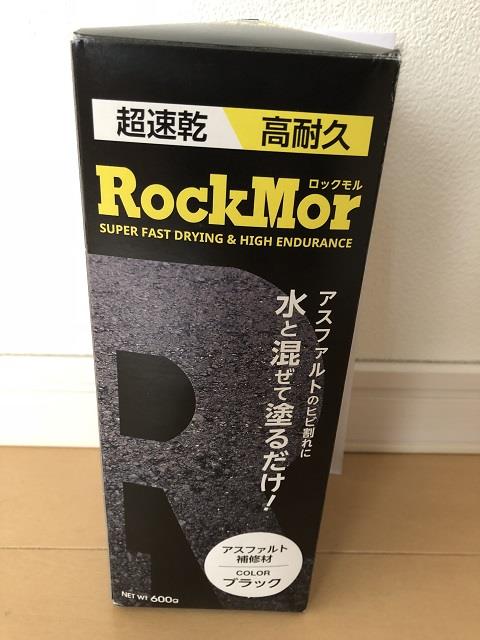 超速乾 高耐久
ロックモル
RockMor
SUPER FAST DRYING & HIGH ENDURANCE
アスファルトのヒビ割れに
水と混ぜて塗るだけ!
アスファルト
補修材
COLOR
ブラック
NET WT 600g